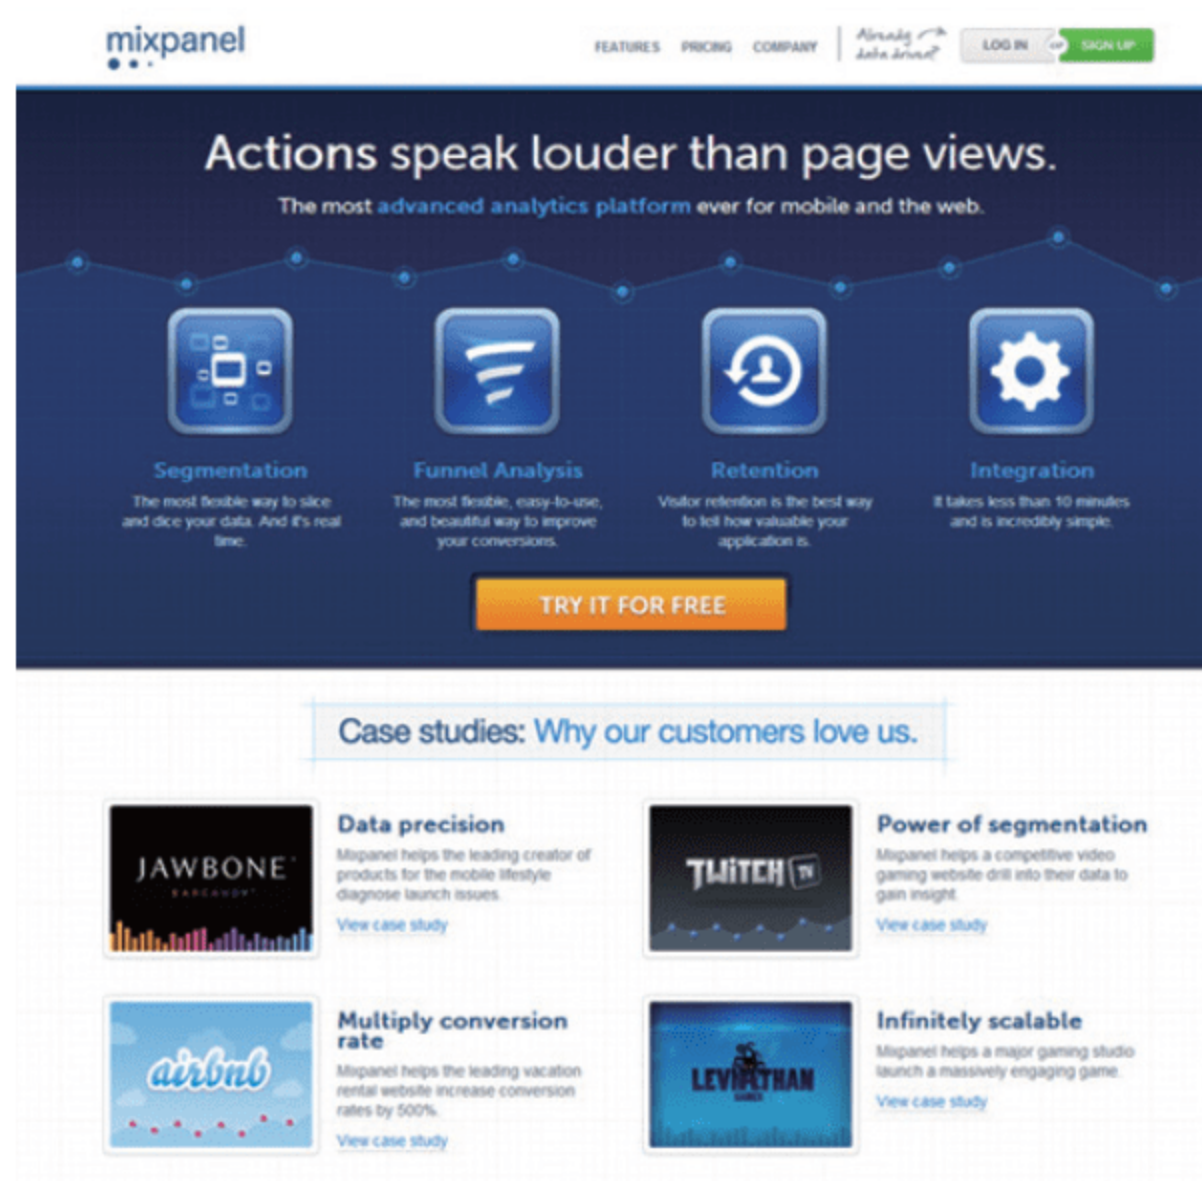 mixpanel
FEATURES PRICING COMPANY
Already
data driven?
LOG IN or SIGN UP
Actions speak louder than page views.
The most advanced analytics platform ever for mobile and the web.
Segmentation
The most flexible way to slice
and dice your data. And it's real
time.
Funnel Analysis
The most flexible, easy-to-use,
and beautiful way to improve
your conversions.
Retention
Visitor retention is the best way
to tell how valuable your
application is.
Integration
It takes less than 10 minutes
and is incredibly simple.
TRY IT FOR FREE
Case studies: Why our customers love us.
JAWBONE
EARCANDY
Data precision
Mixpanel helps the leading creator of
products for the mobile lifestyle
diagnose launch issues.
View case study
TWITCH TV
Power of segmentation
Mixpanel helps a competitive video
gaming website drill into their data to
gain insight.
View case study
airbnb
Multiply conversion
rate
Mixpanel helps the leading vacation
rental website increase conversion
rates by 500%.
View case study
LEVIATHAN
GAMES
Infinitely scalable
Mixpanel helps a major gaming studio
launch a massively engaging game.
View case study